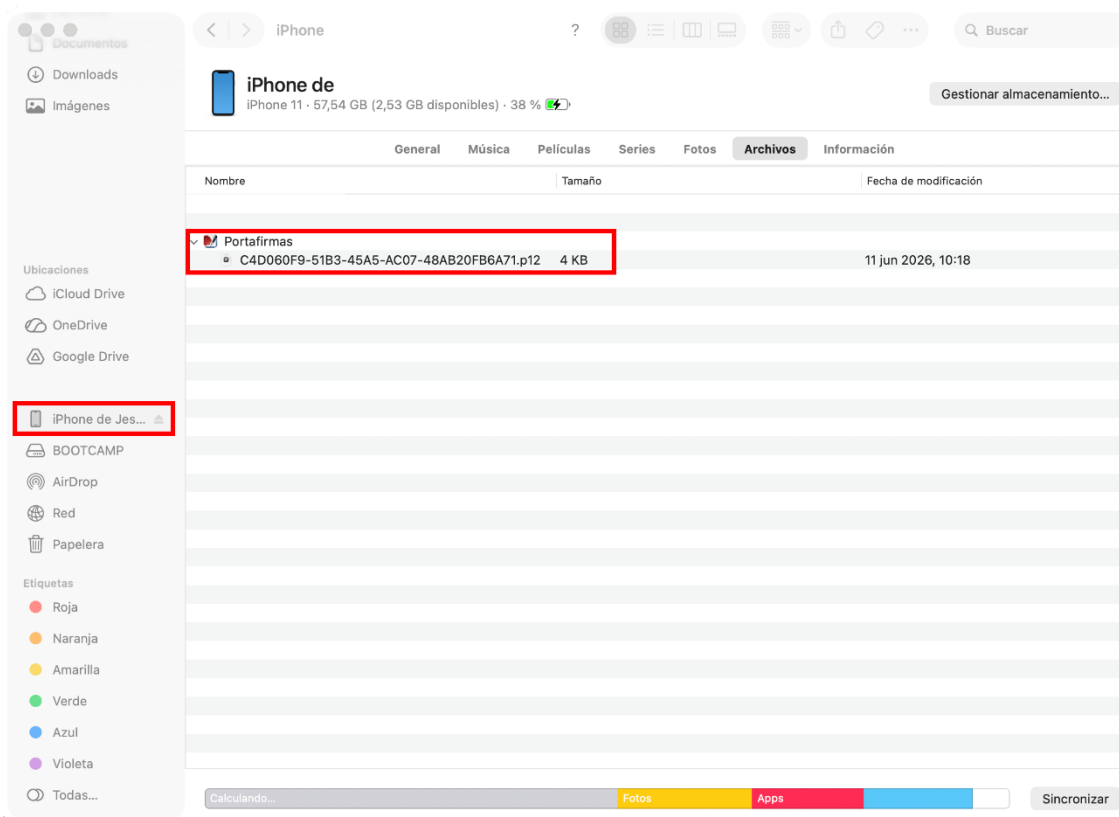 Documentos
Downloads
Imágenes
Ubicaciones
iCloud Drive
OneDrive
Google Drive
iPhone de Jes...
BOOTCAMP
AirDrop
Red
Papelera
Etiquetas
Roja
Naranja
Amarilla
Verde
Azul
Violeta
Todas...
iPhone
?
Buscar
iPhone de
iPhone 11 · 57,54 GB (2,53 GB disponibles) · 38 %
Gestionar almacenamiento...
General Música Películas Series Fotos Archivos Información
Nombre Tamaño Fecha de modificación
Portafirmas
C4D060F9-51B3-45A5-AC07-48AB20FB6A71.p12 4 KB 11 jun 2026, 10:18
Calculando... Fotos Apps
Sincronizar